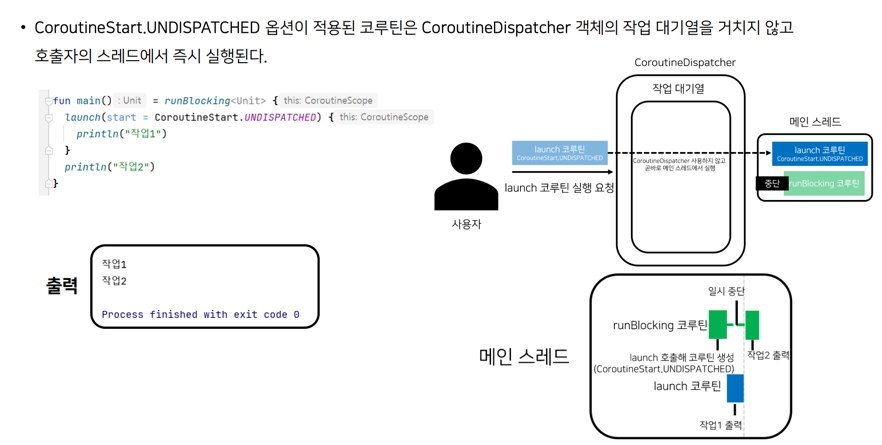 • CoroutineStart.UNDISPATCHED 옵션이 적용된 코루틴은 CoroutineDispatcher 객체의 작업 대기열을 거치지 않고
호출자의 스레드에서 즉시 실행된다.
fun main() : Unit = runBlocking<Unit> { this: CoroutineScope
launch(start = CoroutineStart.UNDISPATCHED) { this: CoroutineScope
println("작업1")
}
println("작업2")
}
출력
작업1
작업2
Process finished with exit code 0
CoroutineDispatcher
작업 대기열
메인 스레드
launch 코루틴
CoroutineStart.UNDISPATCHED
CoroutineDispatcher 사용하지 않고
곧바로 메인 스레드에서 실행
launch 코루틴
CoroutineStart.UNDISPATCHED
중단
runBlocking 코루틴
launch 코루틴 실행 요청
사용자
메인 스레드
일시 중단
runBlocking 코루틴
launch 호출해 코루틴 생성
(CoroutineStart.UNDISPATCHED)
작업2 출력
launch 코루틴
작업1 출력